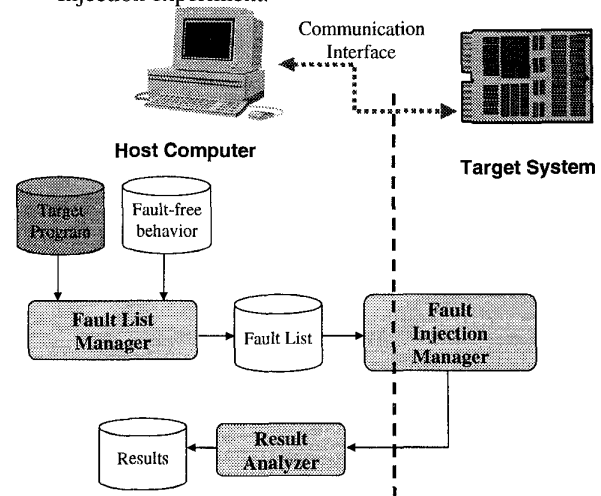 injection experiment.
Communication
Interface
Host Computer
Target System
Target
Program
Fault-free
behavior
Fault List
Manager
Fault List
Fault
Injection
Manager
Results
Result
Analyzer